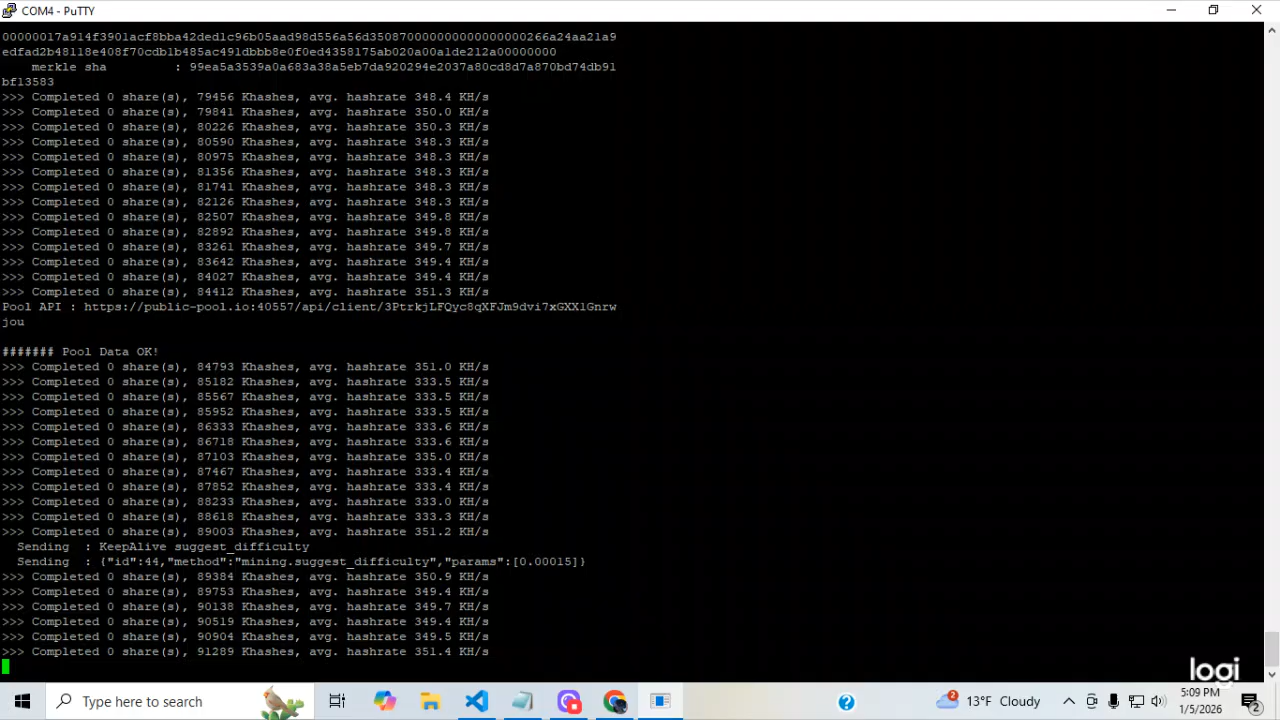 COM4 - PuTTY
00000017a914f3901acf8bba42ded1c96b05aad98d556a56d3508700000000000000000266a24aa21a9
edfad2b48118e408f70cdb1b485ac491dbbb8e0f0ed4358175ab020a00a1de212a00000000
merkle sha : 99ea5a3539a0a683a38a5eb7da920294e2037a80cd8d7a870bd74db91
bf13583
>>> Completed 0 share(s), 79456 Khashes, avg. hashrate 348.4 KH/s
>>> Completed 0 share(s), 79841 Khashes, avg. hashrate 350.0 KH/s
>>> Completed 0 share(s), 80226 Khashes, avg. hashrate 350.3 KH/s
>>> Completed 0 share(s), 80590 Khashes, avg. hashrate 348.3 KH/s
>>> Completed 0 share(s), 80975 Khashes, avg. hashrate 348.3 KH/s
>>> Completed 0 share(s), 81356 Khashes, avg. hashrate 348.3 KH/s
>>> Completed 0 share(s), 81741 Khashes, avg. hashrate 348.3 KH/s
>>> Completed 0 share(s), 82126 Khashes, avg. hashrate 348.3 KH/s
>>> Completed 0 share(s), 82507 Khashes, avg. hashrate 349.8 KH/s
>>> Completed 0 share(s), 82892 Khashes, avg. hashrate 349.8 KH/s
>>> Completed 0 share(s), 83261 Khashes, avg. hashrate 349.7 KH/s
>>> Completed 0 share(s), 83642 Khashes, avg. hashrate 349.4 KH/s
>>> Completed 0 share(s), 84027 Khashes, avg. hashrate 349.4 KH/s
>>> Completed 0 share(s), 84412 Khashes, avg. hashrate 351.3 KH/s
Pool API : https://public-pool.io:40557/api/client/3PtrkjLFQyc8qXFJm9dvi7xGXX1Gnrw
jou
####### Pool Data OK!
>>> Completed 0 share(s), 84793 Khashes, avg. hashrate 351.0 KH/s
>>> Completed 0 share(s), 85182 Khashes, avg. hashrate 333.5 KH/s
>>> Completed 0 share(s), 85567 Khashes, avg. hashrate 333.5 KH/s
>>> Completed 0 share(s), 85952 Khashes, avg. hashrate 333.5 KH/s
>>> Completed 0 share(s), 86333 Khashes, avg. hashrate 333.6 KH/s
>>> Completed 0 share(s), 86718 Khashes, avg. hashrate 333.6 KH/s
>>> Completed 0 share(s), 87103 Khashes, avg. hashrate 335.0 KH/s
>>> Completed 0 share(s), 87467 Khashes, avg. hashrate 333.4 KH/s
>>> Completed 0 share(s), 87852 Khashes, avg. hashrate 333.4 KH/s
>>> Completed 0 share(s), 88233 Khashes, avg. hashrate 333.0 KH/s
>>> Completed 0 share(s), 88618 Khashes, avg. hashrate 333.3 KH/s
>>> Completed 0 share(s), 89003 Khashes, avg. hashrate 351.2 KH/s
Sending : KeepAlive suggest_difficulty
Sending : {"id":44,"method":"mining.suggest_difficulty","params":[0.00015]}
>>> Completed 0 share(s), 89384 Khashes, avg. hashrate 350.9 KH/s
>>> Completed 0 share(s), 89753 Khashes, avg. hashrate 349.4 KH/s
>>> Completed 0 share(s), 90138 Khashes, avg. hashrate 349.7 KH/s
>>> Completed 0 share(s), 90519 Khashes, avg. hashrate 349.4 KH/s
>>> Completed 0 share(s), 90904 Khashes, avg. hashrate 349.5 KH/s
>>> Completed 0 share(s), 91289 Khashes, avg. hashrate 351.4 KH/s
logi
Type here to search
2
13°F Cloudy
5:09 PM
1/5/2026
2